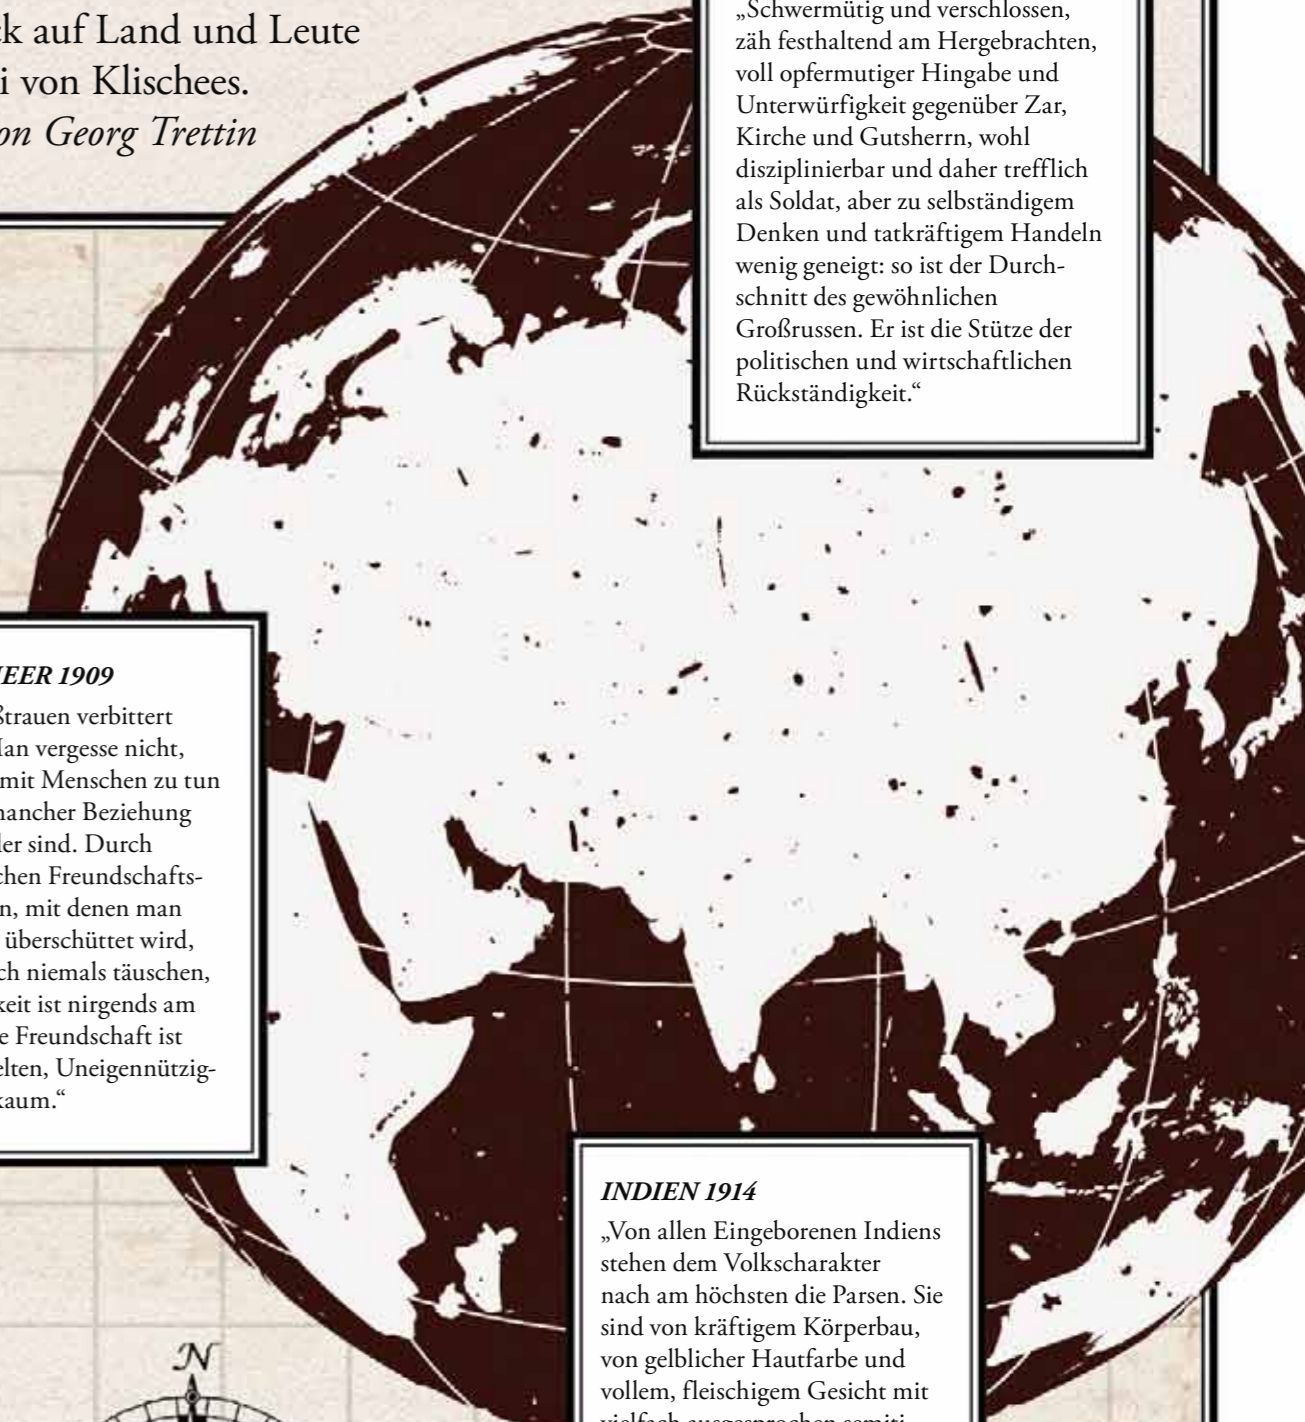 ck auf Land und Leute
i von Klischees.
on Georg Trettin
„Schwermütig und verschlossen,
zäh festhaltend am Hergebrachten,
voll opfermutiger Hingabe und
Unterwürfigkeit gegenüber Zar,
Kirche und Gutsherrn, wohl
disziplinierbar und daher trefflich
als Soldat, aber zu selbständigem
Denken und tatkräftigem Handeln
wenig geneigt: so ist der Durch-
schnitt des gewöhnlichen
Großrussen. Er ist die Stütze der
politischen und wirtschaftlichen
Rückständigkeit.“
EER 1909
ßtrauen verbittert
an vergesse nicht,
mit Menschen zu tun
mancher Beziehung
ler sind. Durch
chen Freundschafts-
n, mit denen man
überschüttet wird,
ch niemals täuschen,
keit ist nirgends am
e Freundschaft ist
elten, Uneigennützig-
kaum.“
INDIEN 1914
„Von allen Eingeborenen Indiens
stehen dem Volkscharakter
nach am höchsten die Parsen. Sie
sind von kräftigem Körperbau,
von gelblicher Hautfarbe und
vollem, fleischigem Gesicht mit
vielfach ausgesprochen semiti-
N